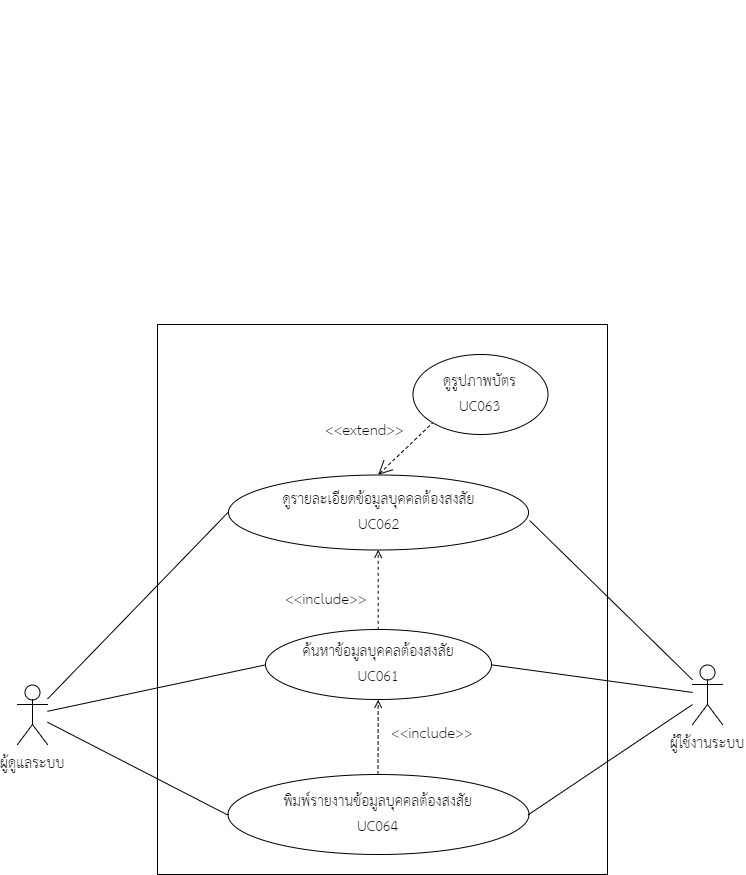 ดูรูปภาพบัตร
UC063
<<extend>>
ดูรายละเอียดข้อมูลบุคคลต้องสงสัย
UC062
<<include>>
ค้นหาข้อมูลบุคคลต้องสงสัย
UC061
<<include>>
ผู้ดูแลระบบ
ผู้ใช้งานระบบ
พิมพ์รายงานข้อมูลบุคคลต้องสงสัย
UC064